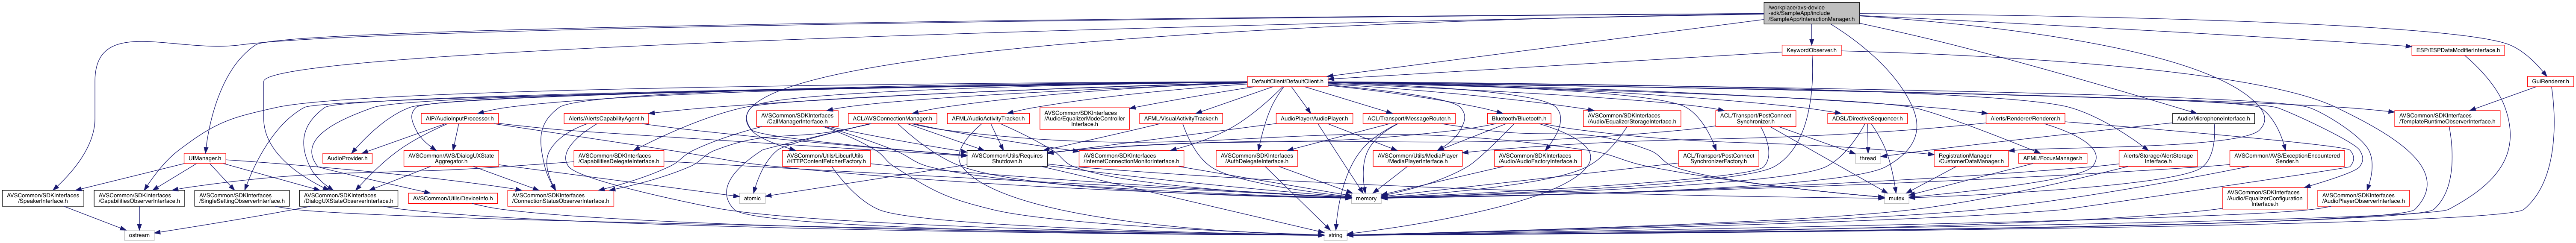 /workplace/avs-device
-sdk/SampleApp/include
/SampleApp/InteractionManager.h
KeywordObserver.h
ESP/ESPDataModifierInterface.h
DefaultClient/DefaultClient.h
GuiRenderer.h
AIP/AudioInputProcessor.h
Alerts/AlertsCapabilityAgent.h
AVSCommon/SDKInterfaces
/CallManagerInterface.h
ACL/AVSConnectionManager.h
AFML/AudioActivityTracker.h
AVSCommon/SDKInterfaces
/Audio/EqualizerModeController
Interface.h
AFML/VisualActivityTracker.h
AudioPlayer/AudioPlayer.h
ACL/Transport/MessageRouter.h
Bluetooth/Bluetooth.h
AVSCommon/SDKInterfaces
/Audio/EqualizerStorageInterface.h
ACL/Transport/PostConnect
Synchronizer.h
ADSL/DirectiveSequencer.h
Alerts/Renderer/Renderer.h
Audio/MicrophoneInterface.h
AVSCommon/SDKInterfaces
/TemplateRuntimeObserverInterface.h
UIManager.h
AudioProvider.h
AVSCommon/AVS/DialogUXState
Aggregator.h
AVSCommon/SDKInterfaces
/CapabilitiesDelegateInterface.h
AVSCommon/Utils/LibcurlUtils
/HTTPContentFetcherFactory.h
AVSCommon/Utils/Requires
Shutdown.h
AVSCommon/SDKInterfaces
/InternetConnectionMonitorInterface.h
AVSCommon/SDKInterfaces
/AuthDelegateInterface.h
AVSCommon/Utils/MediaPlayer
/MediaPlayerInterface.h
AVSCommon/SDKInterfaces
/Audio/AudioFactoryInterface.h
ACL/Transport/PostConnect
SynchronizerFactory.h
thread
RegistrationManager
/CustomerDataManager.h
AFML/FocusManager.h
Alerts/Storage/AlertStorage
Interface.h
AVSCommon/AVS/ExceptionEncountered
Sender.h
AVSCommon/SDKInterfaces
/SpeakerInterface.h
AVSCommon/SDKInterfaces
/CapabilitiesObserverInterface.h
AVSCommon/SDKInterfaces
/SingleSettingObserverInterface.h
AVSCommon/SDKInterfaces
/DialogUXStateObserverInterface.h
AVSCommon/Utils/DeviceInfo.h
AVSCommon/SDKInterfaces
/ConnectionStatusObserverInterface.h
atomic
memory
mutex
AVSCommon/SDKInterfaces
/Audio/EqualizerConfiguration
Interface.h
AVSCommon/SDKInterfaces
/AudioPlayerObserverInterface.h
ostream
string